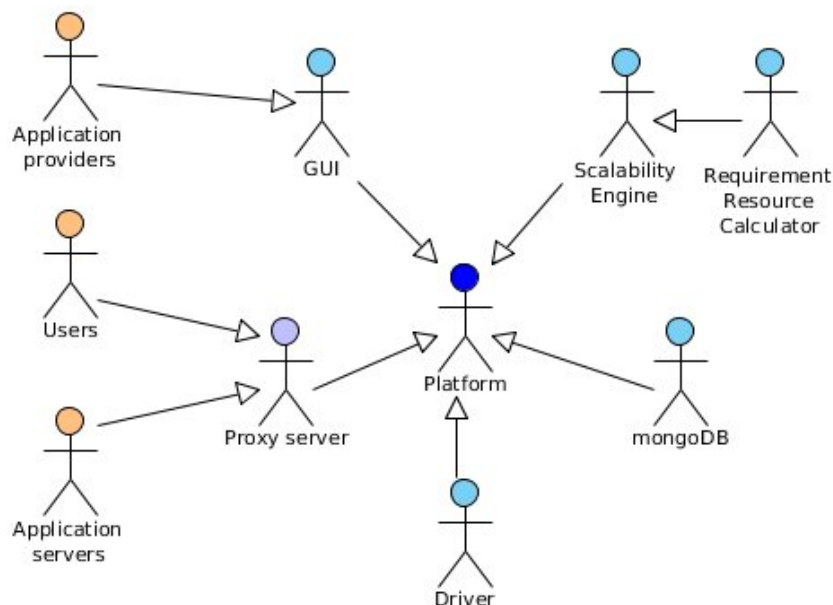 Application
providers
GUI
Scalability
Engine
Requirement
Resource
Calculator
Users
Proxy server
Platform
mongoDB
Application
servers
Driver